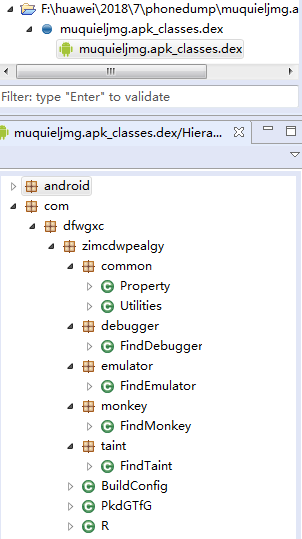 F:\huawei\2018\7\phonedump\muquieljmg.a
muquieljmg.apk_classes.dex
muquieljmg.apk_classes.dex
Filter: type "Enter" to validate
muquieljmg.apk_classes.dex/Hiera...
android
com
dfwgxc
zimcdwpealgy
common
Property
Utilities
debugger
FindDebugger
emulator
FindEmulator
monkey
FindMonkey
taint
FindTaint
BuildConfig
PkdGTfG
R